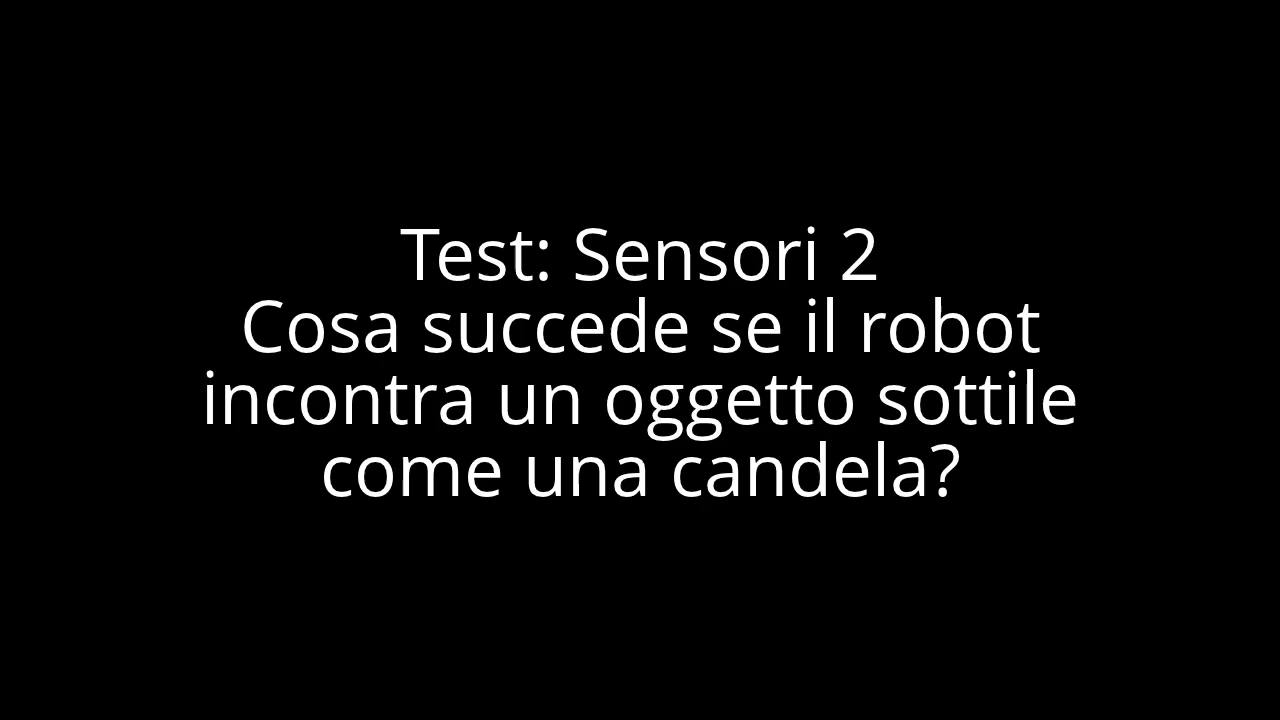 Test: Sensori 2
Cosa succede se il robot
incontra un oggetto sottile
come una candela?